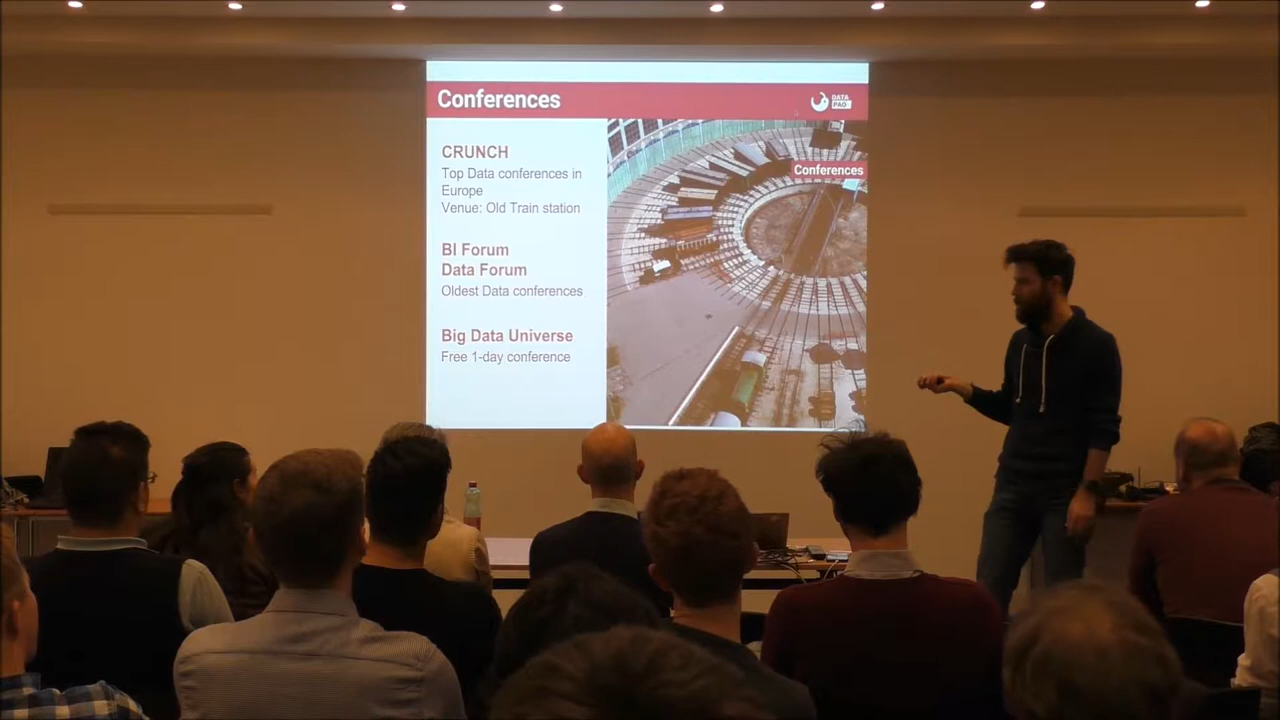 Conferences
DATA
PAO
CRUNCH
Top Data conferences in
Europe
Venue: Old Train station
Conferences
BI Forum
Data Forum
Oldest Data conferences
Big Data Universe
Free 1-day conference